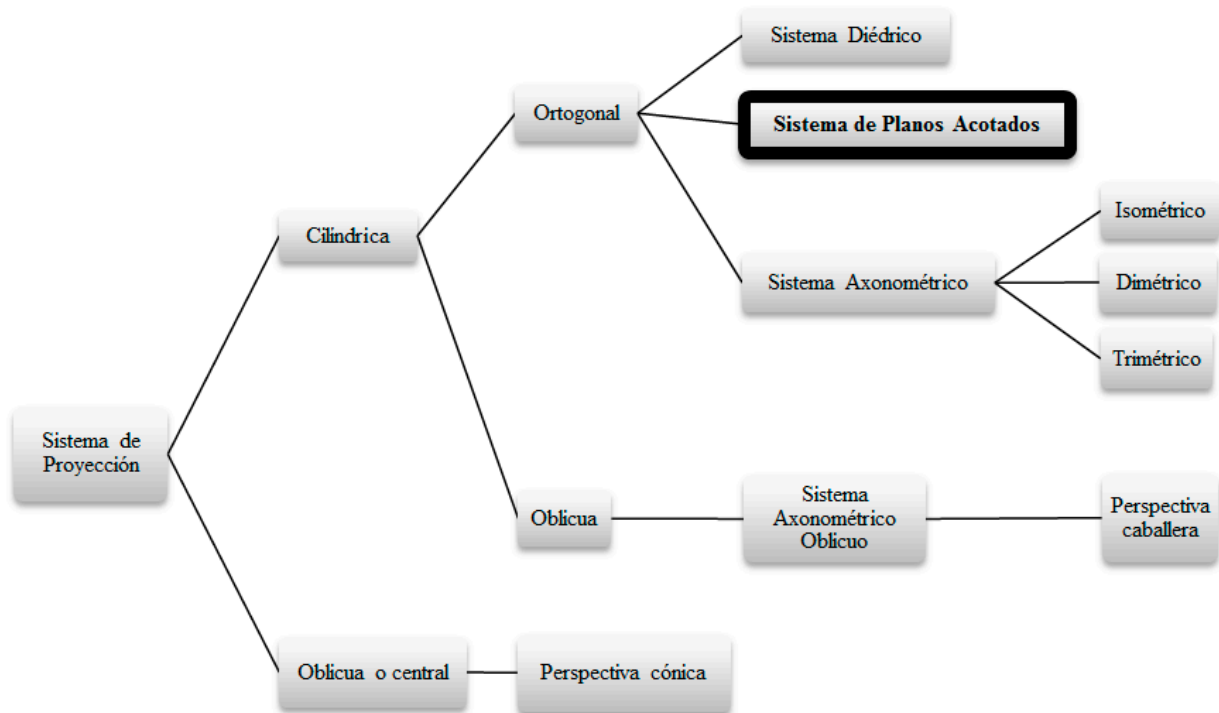 Sistema Diédrico
Ortogonal
Sistema de Planos Acotados
Isométrico
Cilíndrica
Sistema Axonométrico
Dimétrico
Trimétrico
Sistema de
Proyección
Oblicua
Sistema
Axonométrico
Oblicuo
Perspectiva
caballera
Oblicua o central
Perspectiva cónica